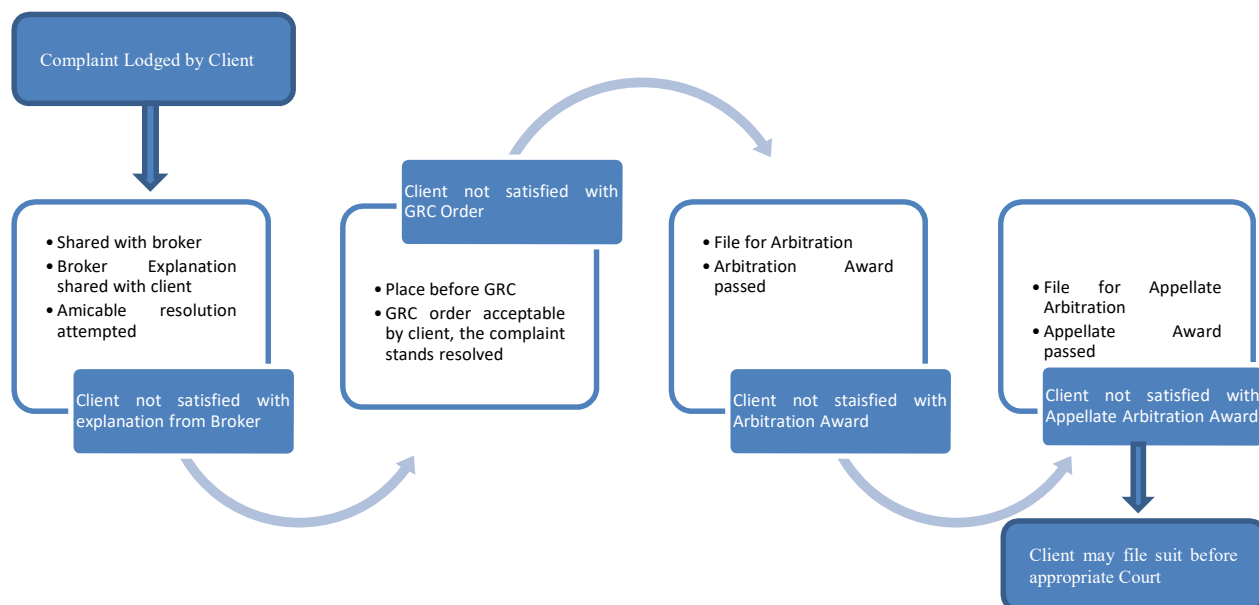 Complaint Lodged by Client
• Shared with broker
• Broker Explanation
shared with client
• Amicable resolution
attempted
Client not satisfied with
explanation from Broker
Client not satisfied with
GRC Order
• Place before GRC
• GRC order acceptable
by client, the complaint
stands resolved
• File for Arbitration
• Arbitration Award
passed
Client not staisfied with
Arbitration Award
• File for Appellate
Arbitration
• Appellate Award
passed
Client not satisfied with
Appellate Arbitration Award
Client may file suit before
appropriate Court